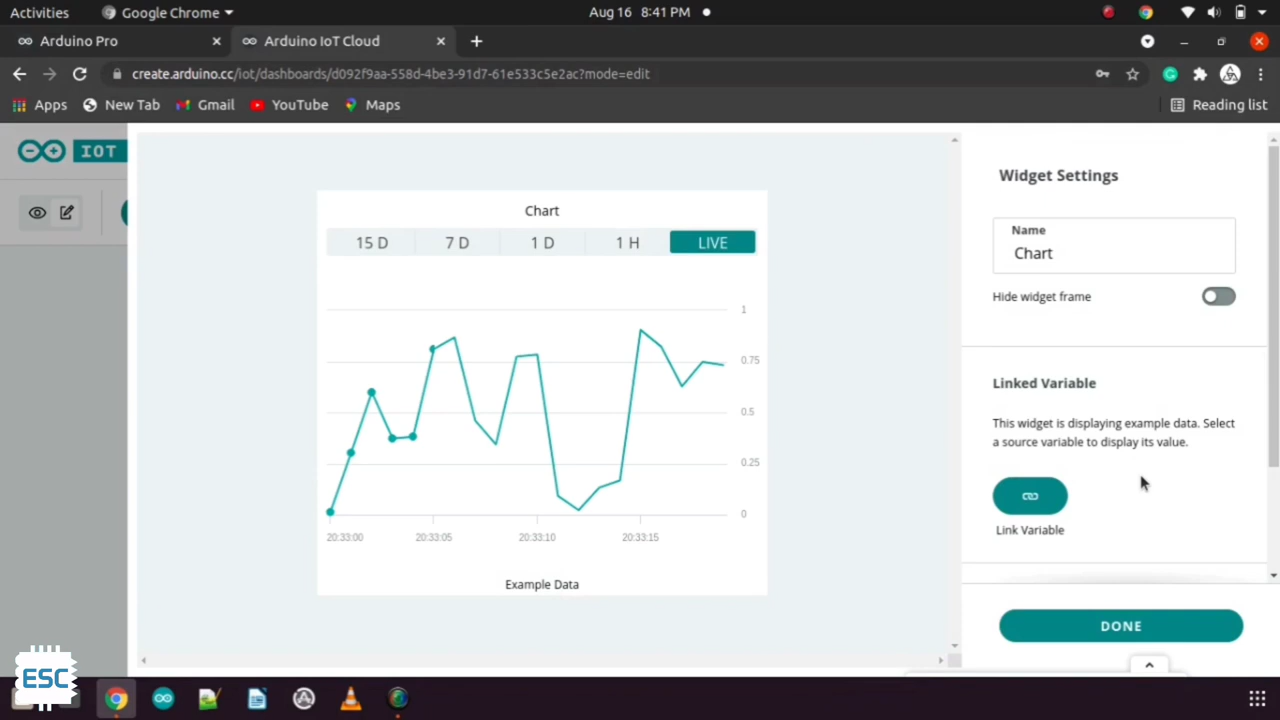 Activities
Google Chrome
Aug 16 8:41 PM
Arduino Pro
Arduino IoT Cloud
create.arduino.cc/iot/dashboards/d092f9aa-558d-4be3-91d7-61e533c5e2ac?mode=edit
Apps
New Tab
Gmail
YouTube
Maps
Reading list
IOT
Chart
15 D
7 D
1 D
1 H
LIVE
1
0.75
0.5
0.25
0
20:33:00
20:33:05
20:33:10
20:33:15
Example Data
Widget Settings
Name
Chart
Hide widget frame
Linked Variable
This widget is displaying example data. Select
a source variable to display its value.
Link Variable
DONE
ESC